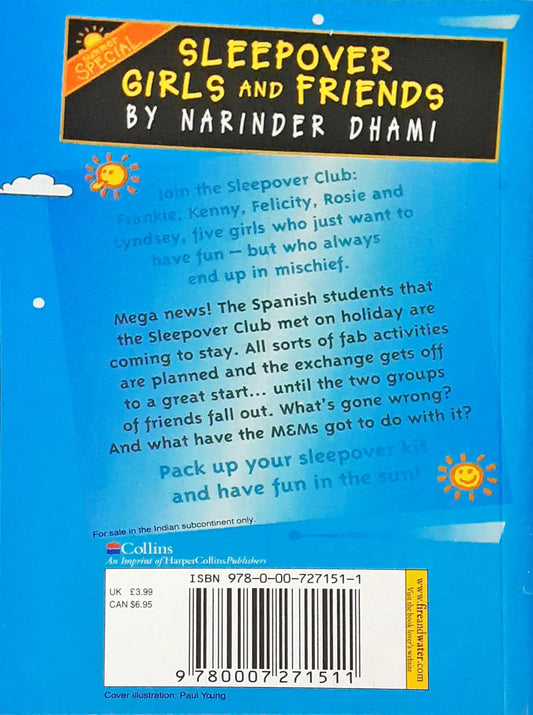 Summer
SPECIAL
SLEEPOVER
GIRLS AND FRIENDS
BY NARINDER DHAMI
Join the Sleepover Club:
Frankie, Kenny, Felicity, Rosie and
Lyndsey, five girls who just want to
have fun – but who always
end up in mischief.
Mega news! The Spanish students that
the Sleepover Club met on holiday are
coming to stay. All sorts of fab activities
are planned and the exchange gets off
to a great start... until the two groups
of friends fall out. What's gone wrong?
And what have the M&Ms got to do with it?
Pack up your sleepover kit
and have fun in the sun!
For sale in the Indian subcontinent only.
Collins
An Imprint of HarperCollinsPublishers
UK £3.99
CAN $6.95
ISBN 978-0-00-727151-1
9 780007 271511
www.fireandwater.com
Visit the book lover's website
Cover illustration: Paul Young